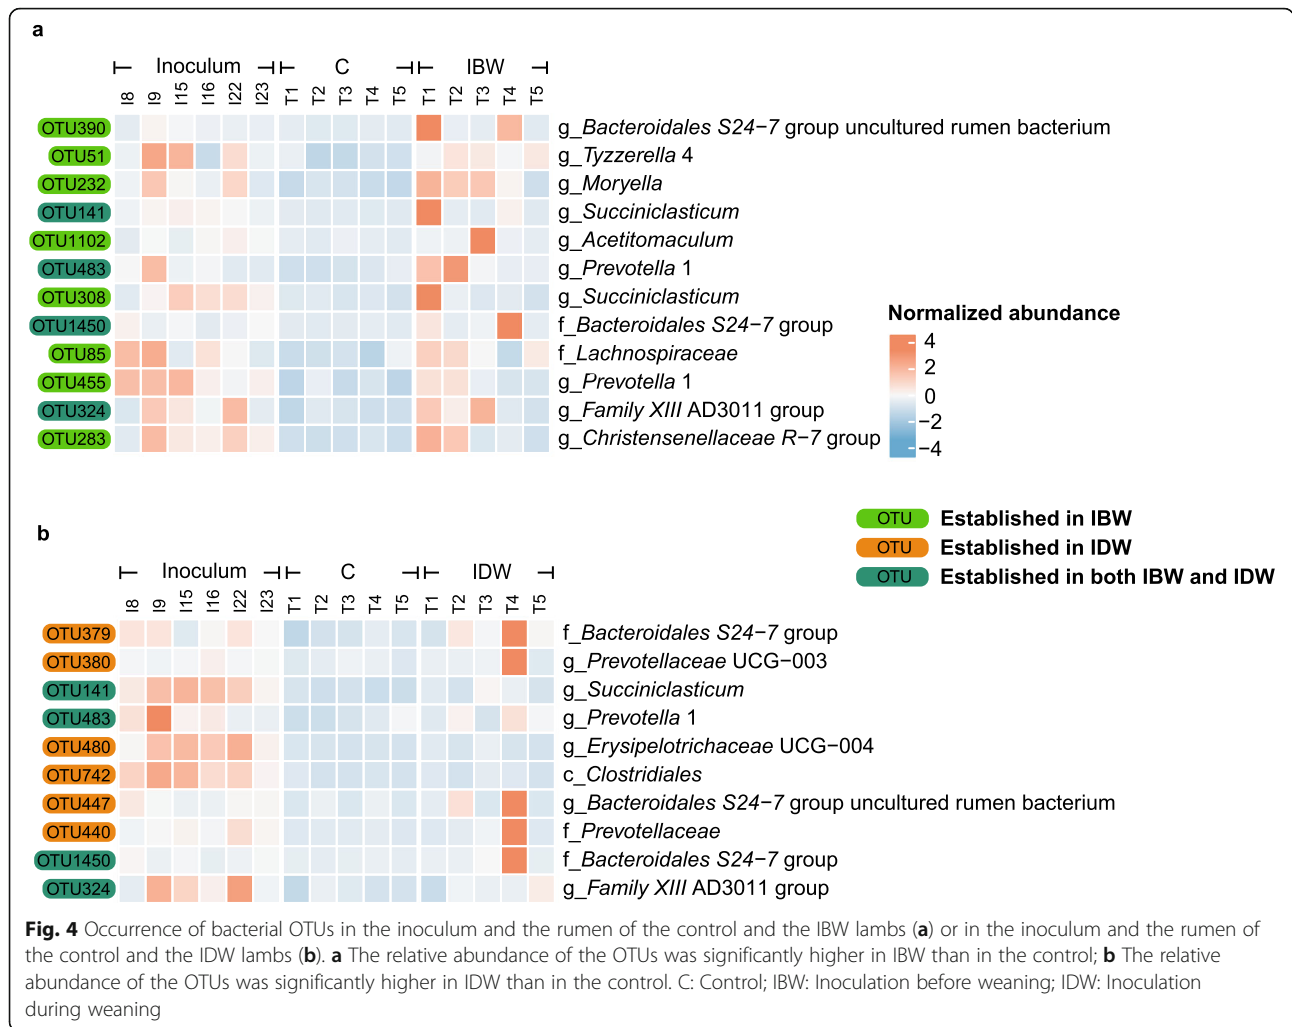 a
Inoculum C IBW
I8 I9 I15 I16 I22 I23 T1 T2 T3 T4 T5 T1 T2 T3 T4 T5
OTU390 g_Bacteroidales S24−7 group uncultured rumen bacterium
OTU51 g_Tyzzerella 4
OTU232 g_Moryella
OTU141 g_Succiniclasticum
OTU1102 g_Acetitomaculum
OTU483 g_Prevotella 1
OTU308 g_Succiniclasticum
OTU1450 f_Bacteroidales S24−7 group
OTU85 f_Lachnospiraceae
OTU455 g_Prevotella 1
OTU324 g_Family XIII AD3011 group
OTU283 g_Christensenellaceae R−7 group
Normalized abundance
4
2
0
−2
−4
OTU Established in IBW
OTU Established in IDW
OTU Established in both IBW and IDW
b
Inoculum C IDW
I8 I9 I15 I16 I22 I23 T1 T2 T3 T4 T5 T1 T2 T3 T4 T5
OTU379 f_Bacteroidales S24−7 group
OTU380 g_Prevotellaceae UCG−003
OTU141 g_Succiniclasticum
OTU483 g_Prevotella 1
OTU480 g_Erysipelotrichaceae UCG−004
OTU742 c_Clostridiales
OTU447 g_Bacteroidales S24−7 group uncultured rumen bacterium
OTU440 f_Prevotellaceae
OTU1450 f_Bacteroidales S24−7 group
OTU324 g_Family XIII AD3011 group
Fig. 4 Occurrence of bacterial OTUs in the inoculum and the rumen of the control and the IBW lambs (a) or in the inoculum and the rumen of
the control and the IDW lambs (b). a The relative abundance of the OTUs was significantly higher in IBW than in the control; b The relative
abundance of the OTUs was significantly higher in IDW than in the control. C: Control; IBW: Inoculation before weaning; IDW: Inoculation
during weaning